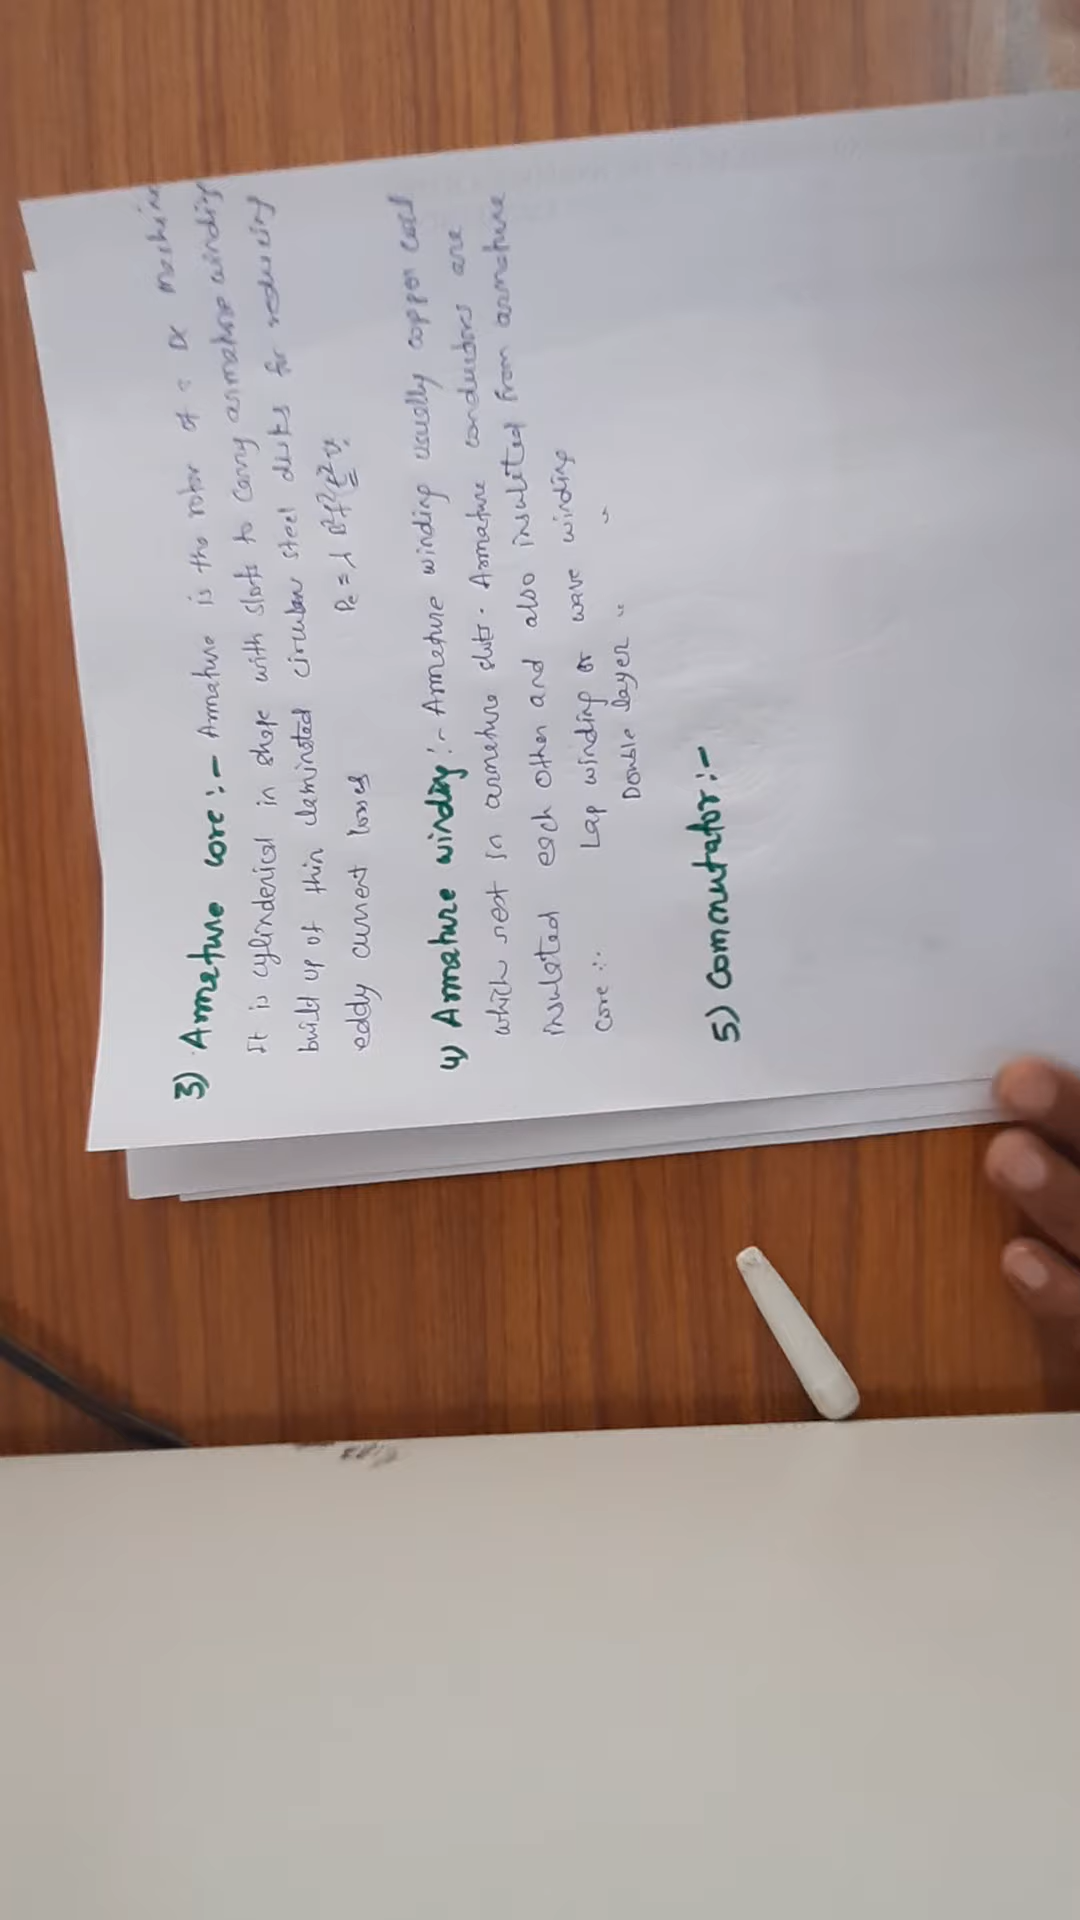 3) Armature core :- Armature is the rotor of a DC machine
It is cylinderical in shape with slots to carry armature winding
build up of thin laminated circular steel disks for reducing
eddy current losses Pe = λ B²f²t²v.
4) Armature winding :- Armature winding usually copper coil
which rest in armature slots. Armature conductors are
insulated each other and also insulated from armature
core :. Lap winding or wave winding
Double layer " "
5) Commutator :-